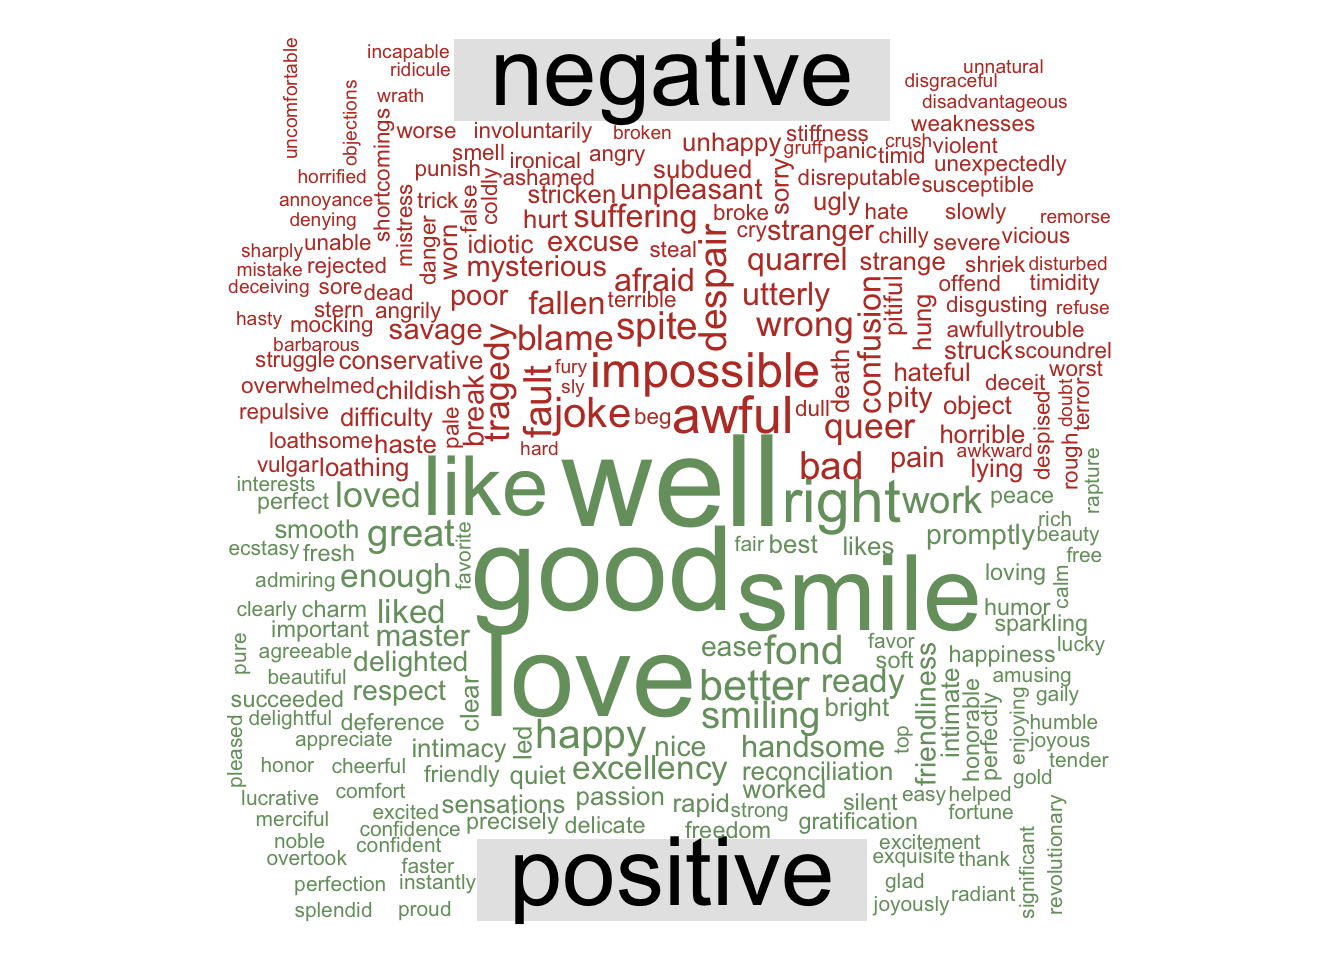 negative
uncomfortable
incapable
ridicule
objections
wrath
unnatural
disgraceful
disadvantageous
weaknesses
worse
involuntarily
broken
unhappy
stiffness
crush
violent
shortcomings
smell
ironical
angry
gruff
panic
timid
unexpectedly
horrified
punish
ashamed
subdued
sorry
disreputable
susceptible
annoyance
mistress
trick
false
coldly
stricken
unpleasant
ugly
hate
slowly
remorse
denying
hurt
suffering
broke
cry
stranger
chilly
severe
vicious
sharply
unable
danger
worn
idiotic
excuse
steal
despair
quarrel
strange
shriek
disturbed
mistake
rejected
mysterious
afraid
utterly
confusion
pitiful
hung
offend
timidity
deceiving
sore
dead
poor
fallen
terrible
disgusting
refuse
hasty
stern
angrily
mocking
savage
blame
spite
wrong
awfully
trouble
barbarous
tragedy
struck
scoundrel
struggle
conservative
fury
impossible
death
hateful
worst
overwhelmed
childish
break
fault
sly
deceit
doubt
terror
repulsive
difficulty
pale
joke
beg
awful
dull
pity
object
loathsome
haste
hard
queer
horrible
despised
rough
awkward
vulgar
loathing
bad
pain
lying
rapture
interests
perfect
loved
like
well
right
work
peace
smooth
great
favorite
fair
best
likes
promptly
rich
beauty
ecstasy
fresh
good
free
admiring
enough
smile
loving
calm
clearly
charm
liked
humor
important
master
sparkling
pure
agreeable
delighted
love
ease
fond
favor
soft
friendliness
happiness
lucky
beautiful
succeeded
respect
clear
better
ready
intimate
amusing
gaily
delightful
deference
smiling
bright
top
honorable
perfectly
enjoying
humble
pleased
appreciate
intimacy
led
happy
nice
handsome
joyous
honor
cheerful
friendly
quiet
excellency
reconciliation
gold
tender
lucrative
comfort
sensations
passion
rapid
worked
strong
silent
easy
helped
merciful
excited
precisely
delicate
freedom
gratification
fortune
revolutionary
noble
confidence
confident
excitement
significant
overtook
faster
exquisite
thank
perfection
instantly
glad
radiant
splendid
proud
joyously
positive